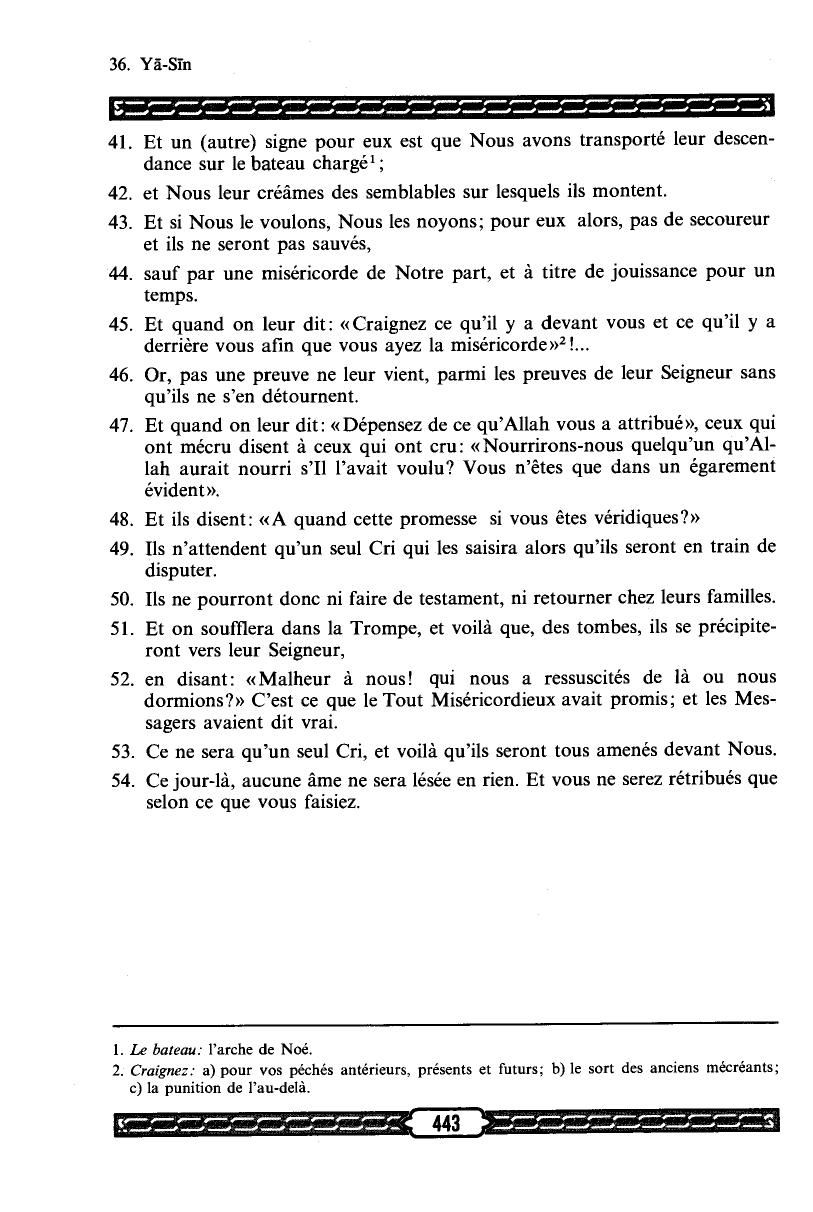 36. Yā-Sīn
41. Et un (autre) signe pour eux est que Nous avons transporté leur descen-
dance sur le bateau chargé¹ ;
42. et Nous leur créâmes des semblables sur lesquels ils montent.
43. Et si Nous le voulons, Nous les noyons; pour eux alors, pas de secoureur
et ils ne seront pas sauvés,
44. sauf par une miséricorde de Notre part, et à titre de jouissance pour un
temps.
45. Et quand on leur dit: «Craignez ce qu'il y a devant vous et ce qu'il y a
derrière vous afin que vous ayez la miséricorde»² !...
46. Or, pas une preuve ne leur vient, parmi les preuves de leur Seigneur sans
qu'ils ne s'en détournent.
47. Et quand on leur dit: «Dépensez de ce qu'Allah vous a attribué», ceux qui
ont mécru disent à ceux qui ont cru: «Nourrirons-nous quelqu'un qu'Al-
lah aurait nourri s'Il l'avait voulu? Vous n'êtes que dans un égarement
évident».
48. Et ils disent: «A quand cette promesse si vous êtes véridiques?»
49. Ils n'attendent qu'un seul Cri qui les saisira alors qu'ils seront en train de
disputer.
50. Ils ne pourront donc ni faire de testament, ni retourner chez leurs familles.
51. Et on soufflera dans la Trompe, et voilà que, des tombes, ils se précipite-
ront vers leur Seigneur,
52. en disant: «Malheur à nous! qui nous a ressuscités de là ou nous
dormions?» C'est ce que le Tout Miséricordieux avait promis; et les Mes-
sagers avaient dit vrai.
53. Ce ne sera qu'un seul Cri, et voilà qu'ils seront tous amenés devant Nous.
54. Ce jour-là, aucune âme ne sera lésée en rien. Et vous ne serez rétribués que
selon ce que vous faisiez.
1. Le bateau: l'arche de Noé.
2. Craignez: a) pour vos péchés antérieurs, présents et futurs; b) le sort des anciens mécréants;
c) la punition de l'au-delà.
443